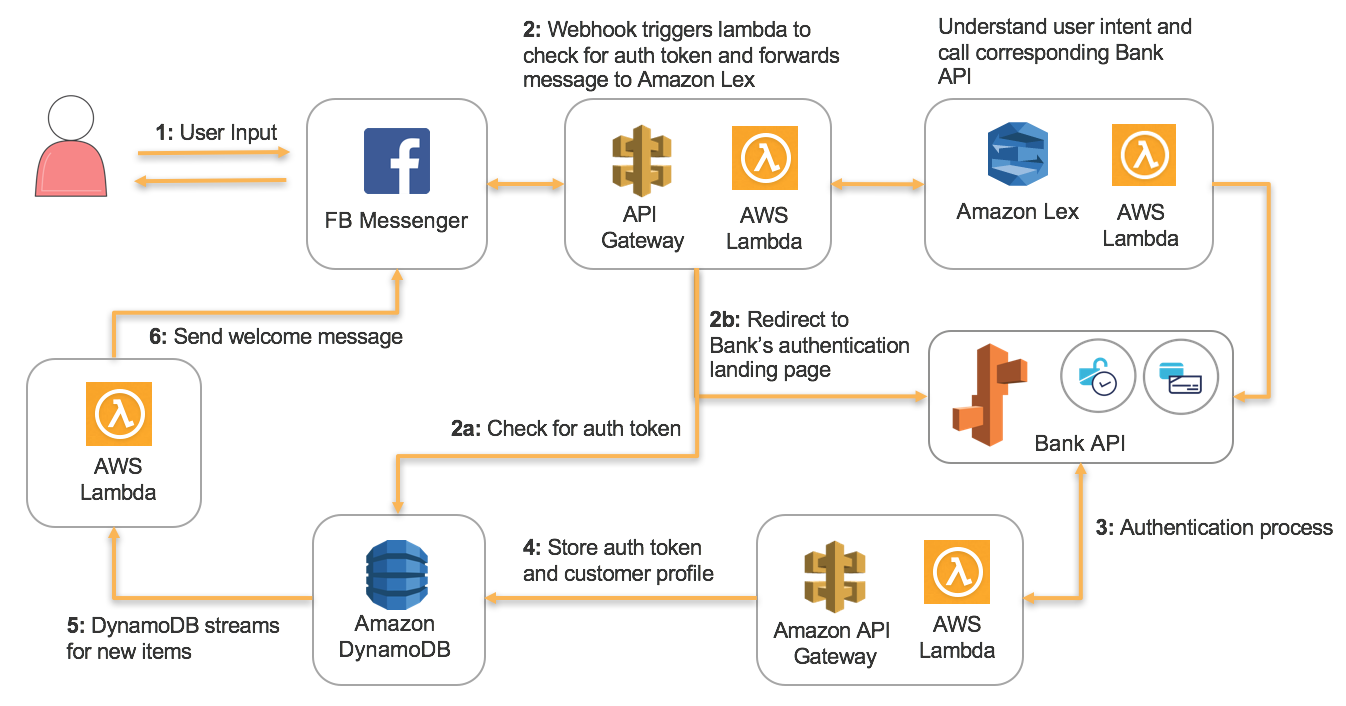 2: Webhook triggers lambda to
check for auth token and forwards
message to Amazon Lex
Understand user intent and
call corresponding Bank
API
1: User Input
FB Messenger
API
Gateway
AWS
Lambda
Amazon Lex
AWS
Lambda
6: Send welcome message
2b: Redirect to
Bank’s authentication
landing page
2a: Check for auth token
Bank API
AWS
Lambda
3: Authentication process
4: Store auth token
and customer profile
Amazon
DynamoDB
Amazon API
Gateway
AWS
Lambda
5: DynamoDB streams
for new items